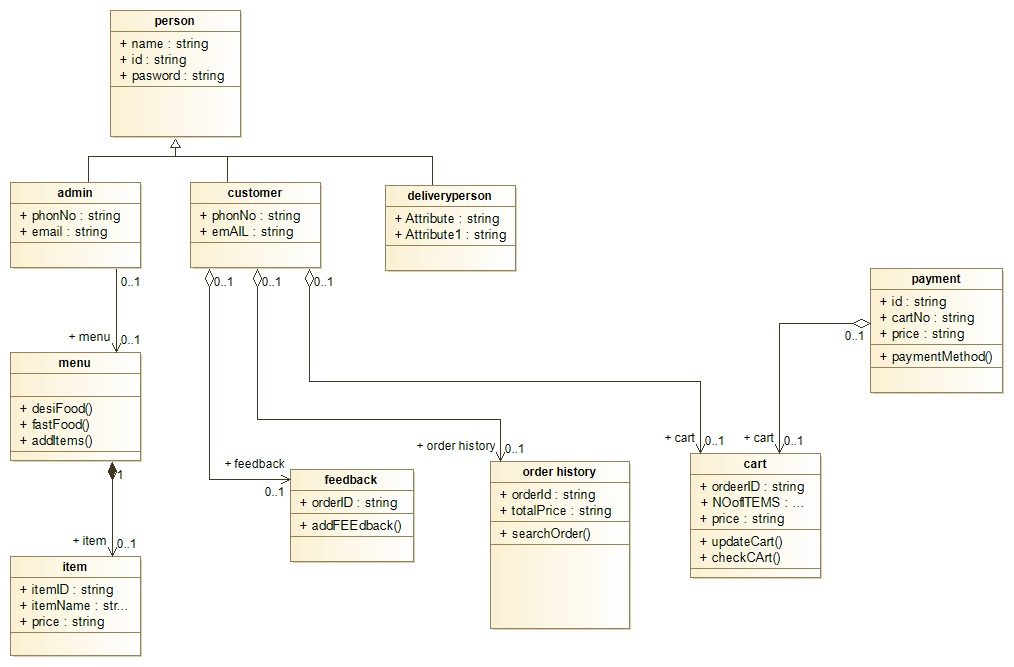 person
+ name : string
+ id : string
+ pasword : string
admin
+ phonNo : string
+ email : string
customer
+ phonNo : string
+ emAIL : string
deliveryperson
+ Attribute : string
+ Attribute1 : string
0..1
0..1
0..1
0..1
payment
+ id : string
+ cartNo : string
+ price : string
+ paymentMethod()
0..1
+ menu
0..1
menu
+ desiFood()
+ fastFood()
+ addItems()
1
+ item
0..1
item
+ itemID : string
+ itemName : str...
+ price : string
+ feedback
0..1
feedback
+ orderID : string
+ addFEEdback()
+ order history
0..1
order history
+ orderId : string
+ totalPrice : string
+ searchOrder()
+ cart
0..1
+ cart
0..1
cart
+ ordeerID : string
+ NOofITEMS : ...
+ price : string
+ updateCart()
+ checkCArt()